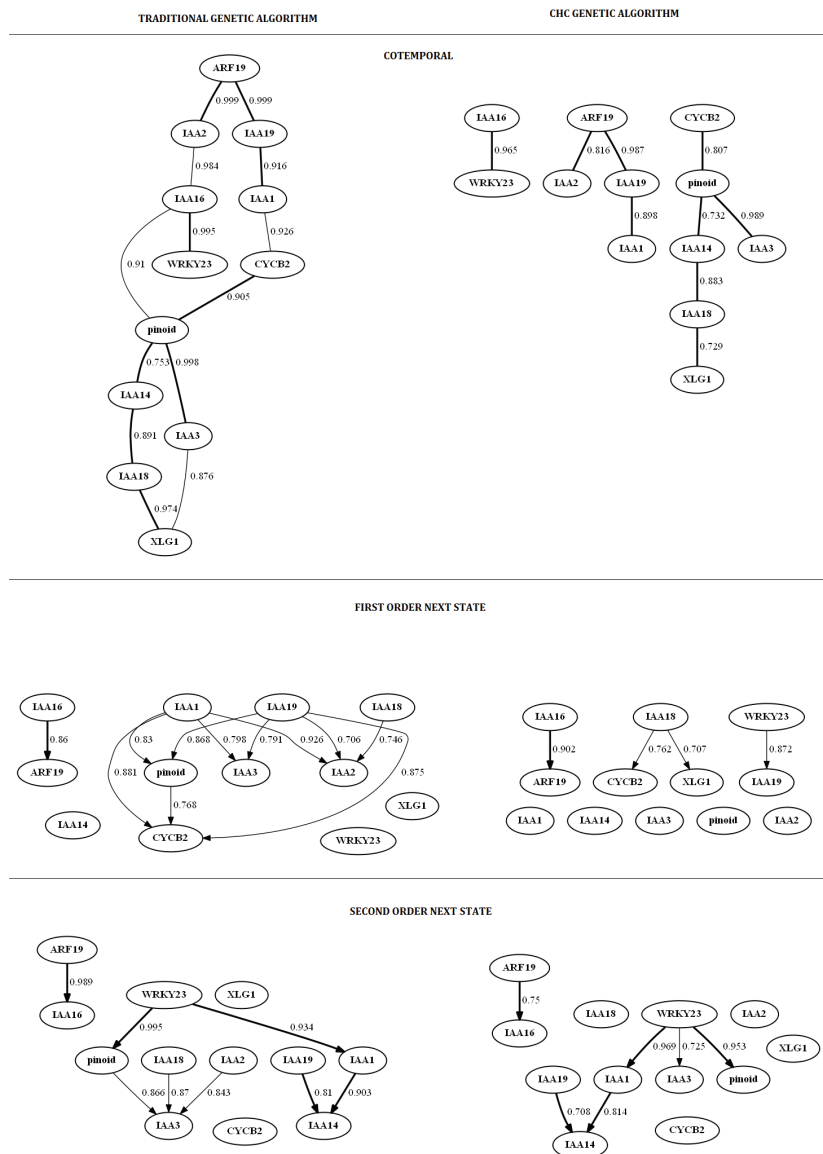 TRADITIONAL GENETIC ALGORITHM
CHC GENETIC ALGORITHM
COTEMPORAL
ARF19
0.999 0.999
IAA2 IAA19
0.984 0.916
IAA16 IAA1
0.91 0.995 0.926
WRKY23 CYCB2
0.905
pinoid
0.753 0.998
IAA14
0.891 IAA3
IAA18 0.876
0.974
XLG1
IAA16 ARF19 CYCB2
0.965 0.816 0.987 0.807
WRKY23 IAA2 IAA19 pinoid
0.898 0.732 0.989
IAA1 IAA14 IAA3
0.883
IAA18
0.729
XLG1
FIRST ORDER NEXT STATE
IAA16 IAA1 IAA19 IAA18
0.86 0.83 0.868 0.798 0.791 0.926 0.706 0.746
ARF19 0.881 pinoid IAA3 IAA2 0.875
0.768 XLG1
IAA14 CYCB2 WRKY23
IAA16 IAA18 WRKY23
0.902 0.762 0.707 0.872
ARF19 CYCB2 XLG1 IAA19
IAA1 IAA14 IAA3 pinoid IAA2
SECOND ORDER NEXT STATE
ARF19
0.989 WRKY23 XLG1
IAA16 0.995 0.934
pinoid IAA18 IAA2 IAA19 IAA1
0.866 0.87 0.843 0.81 0.903
IAA3 CYCB2 IAA14
ARF19
0.75 IAA18 WRKY23 IAA2
IAA16 0.969 0.725 0.953 XLG1
IAA19 IAA1 IAA3 pinoid
0.708 0.814
IAA14 CYCB2